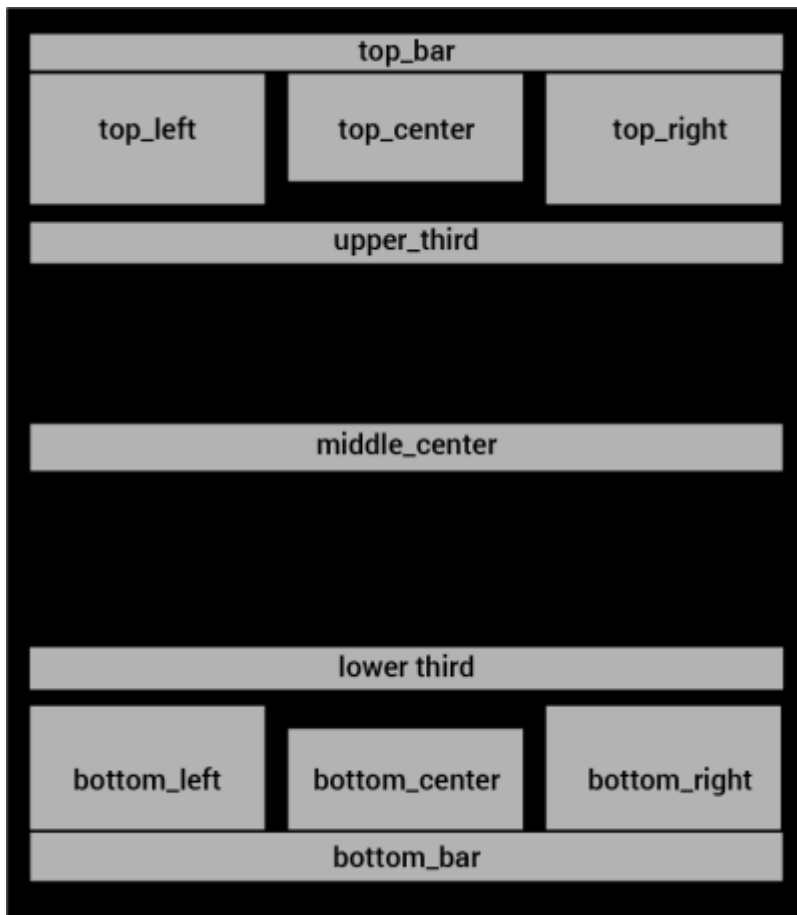 top_bar
top_left top_center top_right
upper_third
middle_center
lower third
bottom_left bottom_center bottom_right
bottom_bar